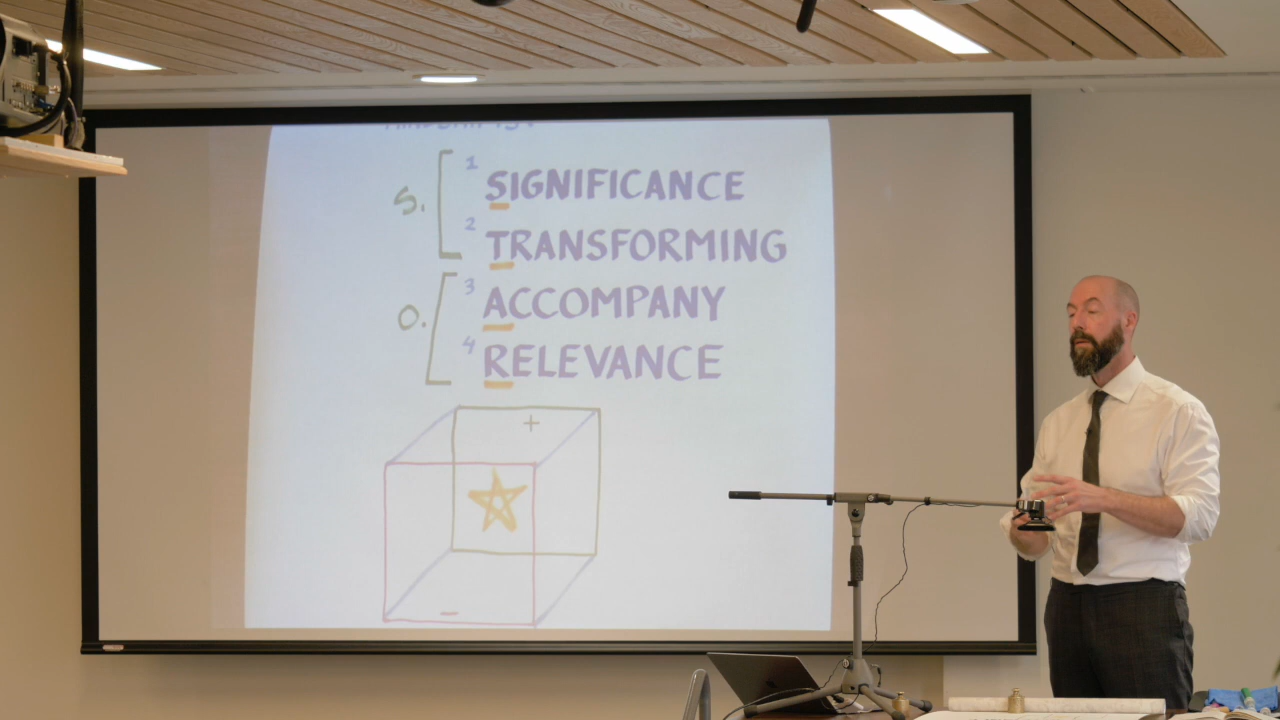 S. 1 SIGNIFICANCE
2 TRANSFORMING
O. 3 ACCOMPANY
4 RELEVANCE
+
-